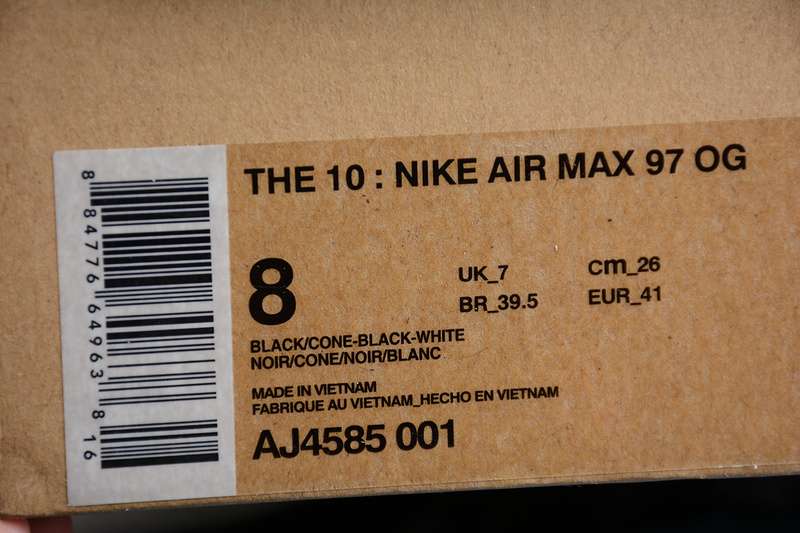 THE 10 : NIKE AIR MAX 97 OG
8
UK_7
cm_26
BR_39.5
EUR_41
BLACK/CONE-BLACK-WHITE
NOIR/CONE/NOIR/BLANC
MADE IN VIETNAM
FABRIQUE AU VIETNAM_HECHO EN VIETNAM
AJ4585 001
8 84776 64963 8 16